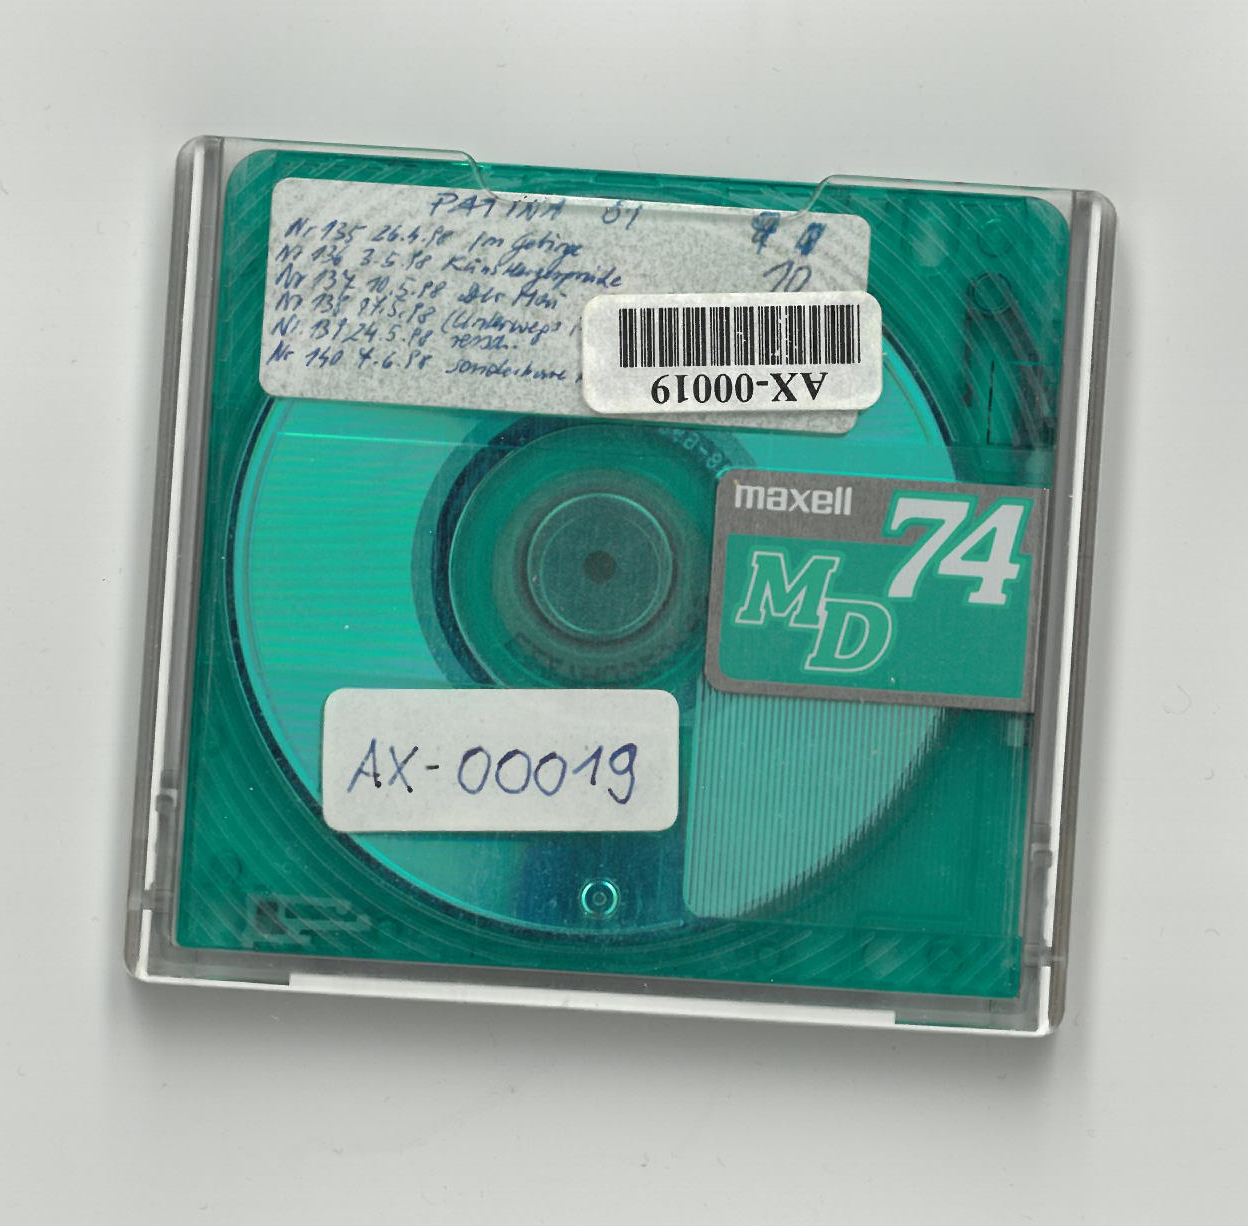 PATINA 61
Nr 135 26.4.98 Im Gebirge
Nr 136 3.5.98
Nr 137 10.5.98 Der Mai
Nr 138 17.5.98 (Unterwegs
Nr. 139 24.5.98 versch.
Nr 140 7.6.98 sonderbare
10
AX-00019
maxell
74
MD
AX-00019